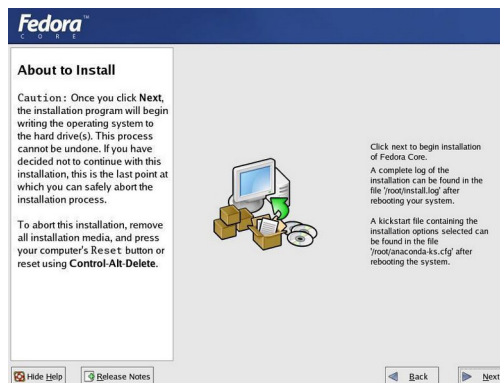 Fedora™
CORE
About to Install
Caution: Once you click Next,
the installation program will begin
writing the operating system to
the hard drive(s). This process
cannot be undone. If you have
decided not to continue with this
installation, this is the last point at
which you can safely abort the
installation process.
To abort this installation, remove
all installation media, and press
your computer's Reset button or
reset using Control-Alt-Delete.
Click next to begin installation
of Fedora Core.
A complete log of the
installation can be found in the
file '/root/install.log' after
rebooting your system.
A kickstart file containing the
installation options selected can
be found in the file
'/root/anaconda-ks.cfg' after
rebooting the system.
Hide Help
Release Notes
Back
Next